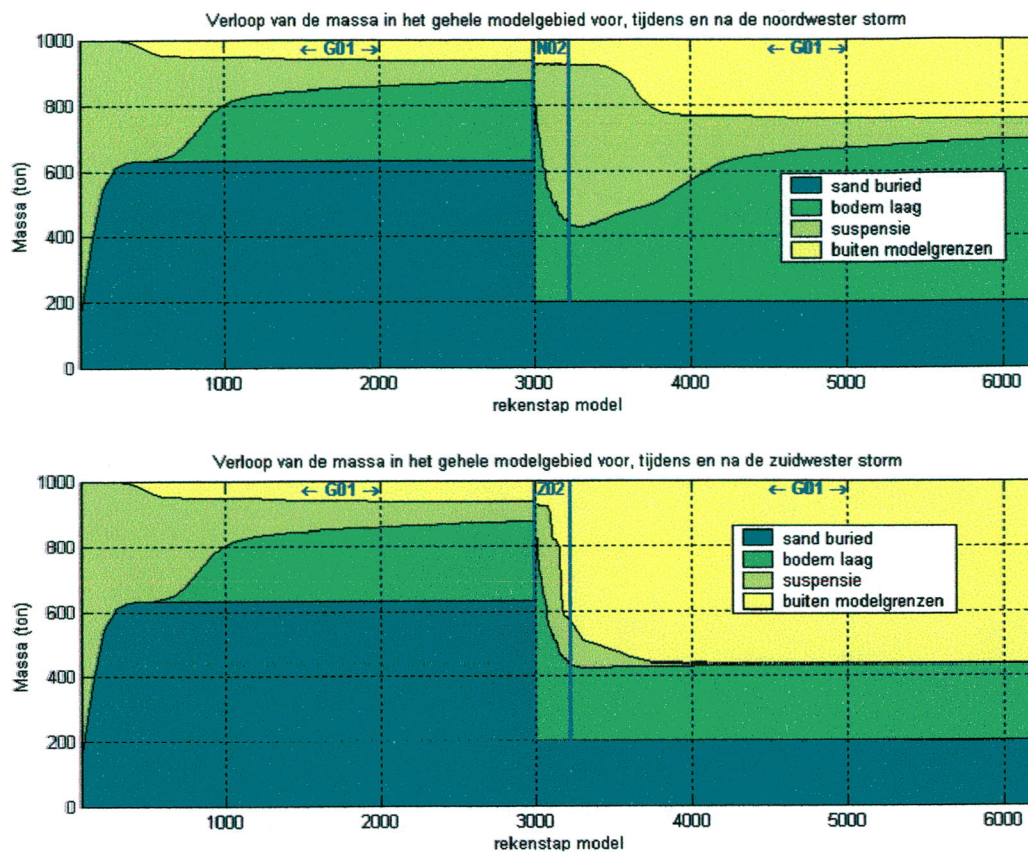 Verloop van de massa in het gehele modelgebied voor, tijdens en na de noordwester storm
Massa (ton)
1000
800
600
400
200
0
← G01 →
N02
← G01 →
sand buried
bodem laag
suspensie
buiten modelgrenzen
1000 2000 3000 4000 5000 6000
rekenstap model
Verloop van de massa in het gehele modelgebied voor, tijdens en na de zuidwester storm
Massa (ton)
1000
800
600
400
200
0
← G01 →
Z02
← G01 →
sand buried
bodem laag
suspensie
buiten modelgrenzen
1000 2000 3000 4000 5000 6000
rekenstap model